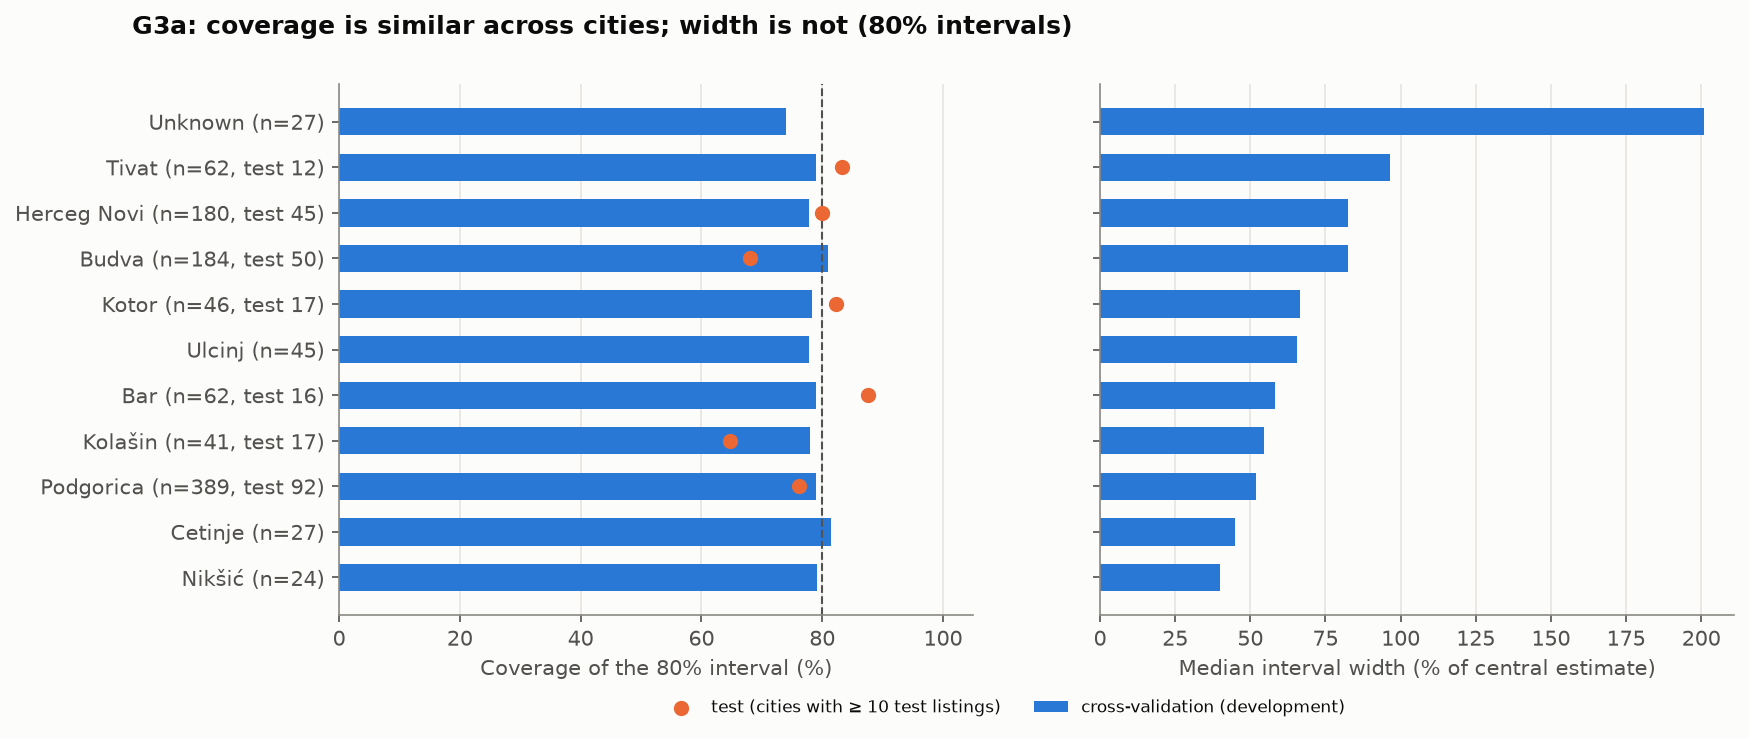 G3a: coverage is similar across cities; width is not (80% intervals)
Unknown (n=27)
Tivat (n=62, test 12)
Herceg Novi (n=180, test 45)
Budva (n=184, test 50)
Kotor (n=46, test 17)
Ulcinj (n=45)
Bar (n=62, test 16)
Kolašin (n=41, test 17)
Podgorica (n=389, test 92)
Cetinje (n=27)
Nikšić (n=24)
0 20 40 60 80 100
Coverage of the 80% interval (%)
0 25 50 75 100 125 150 175 200
Median interval width (% of central estimate)
test (cities with ≥ 10 test listings)
cross-validation (development)